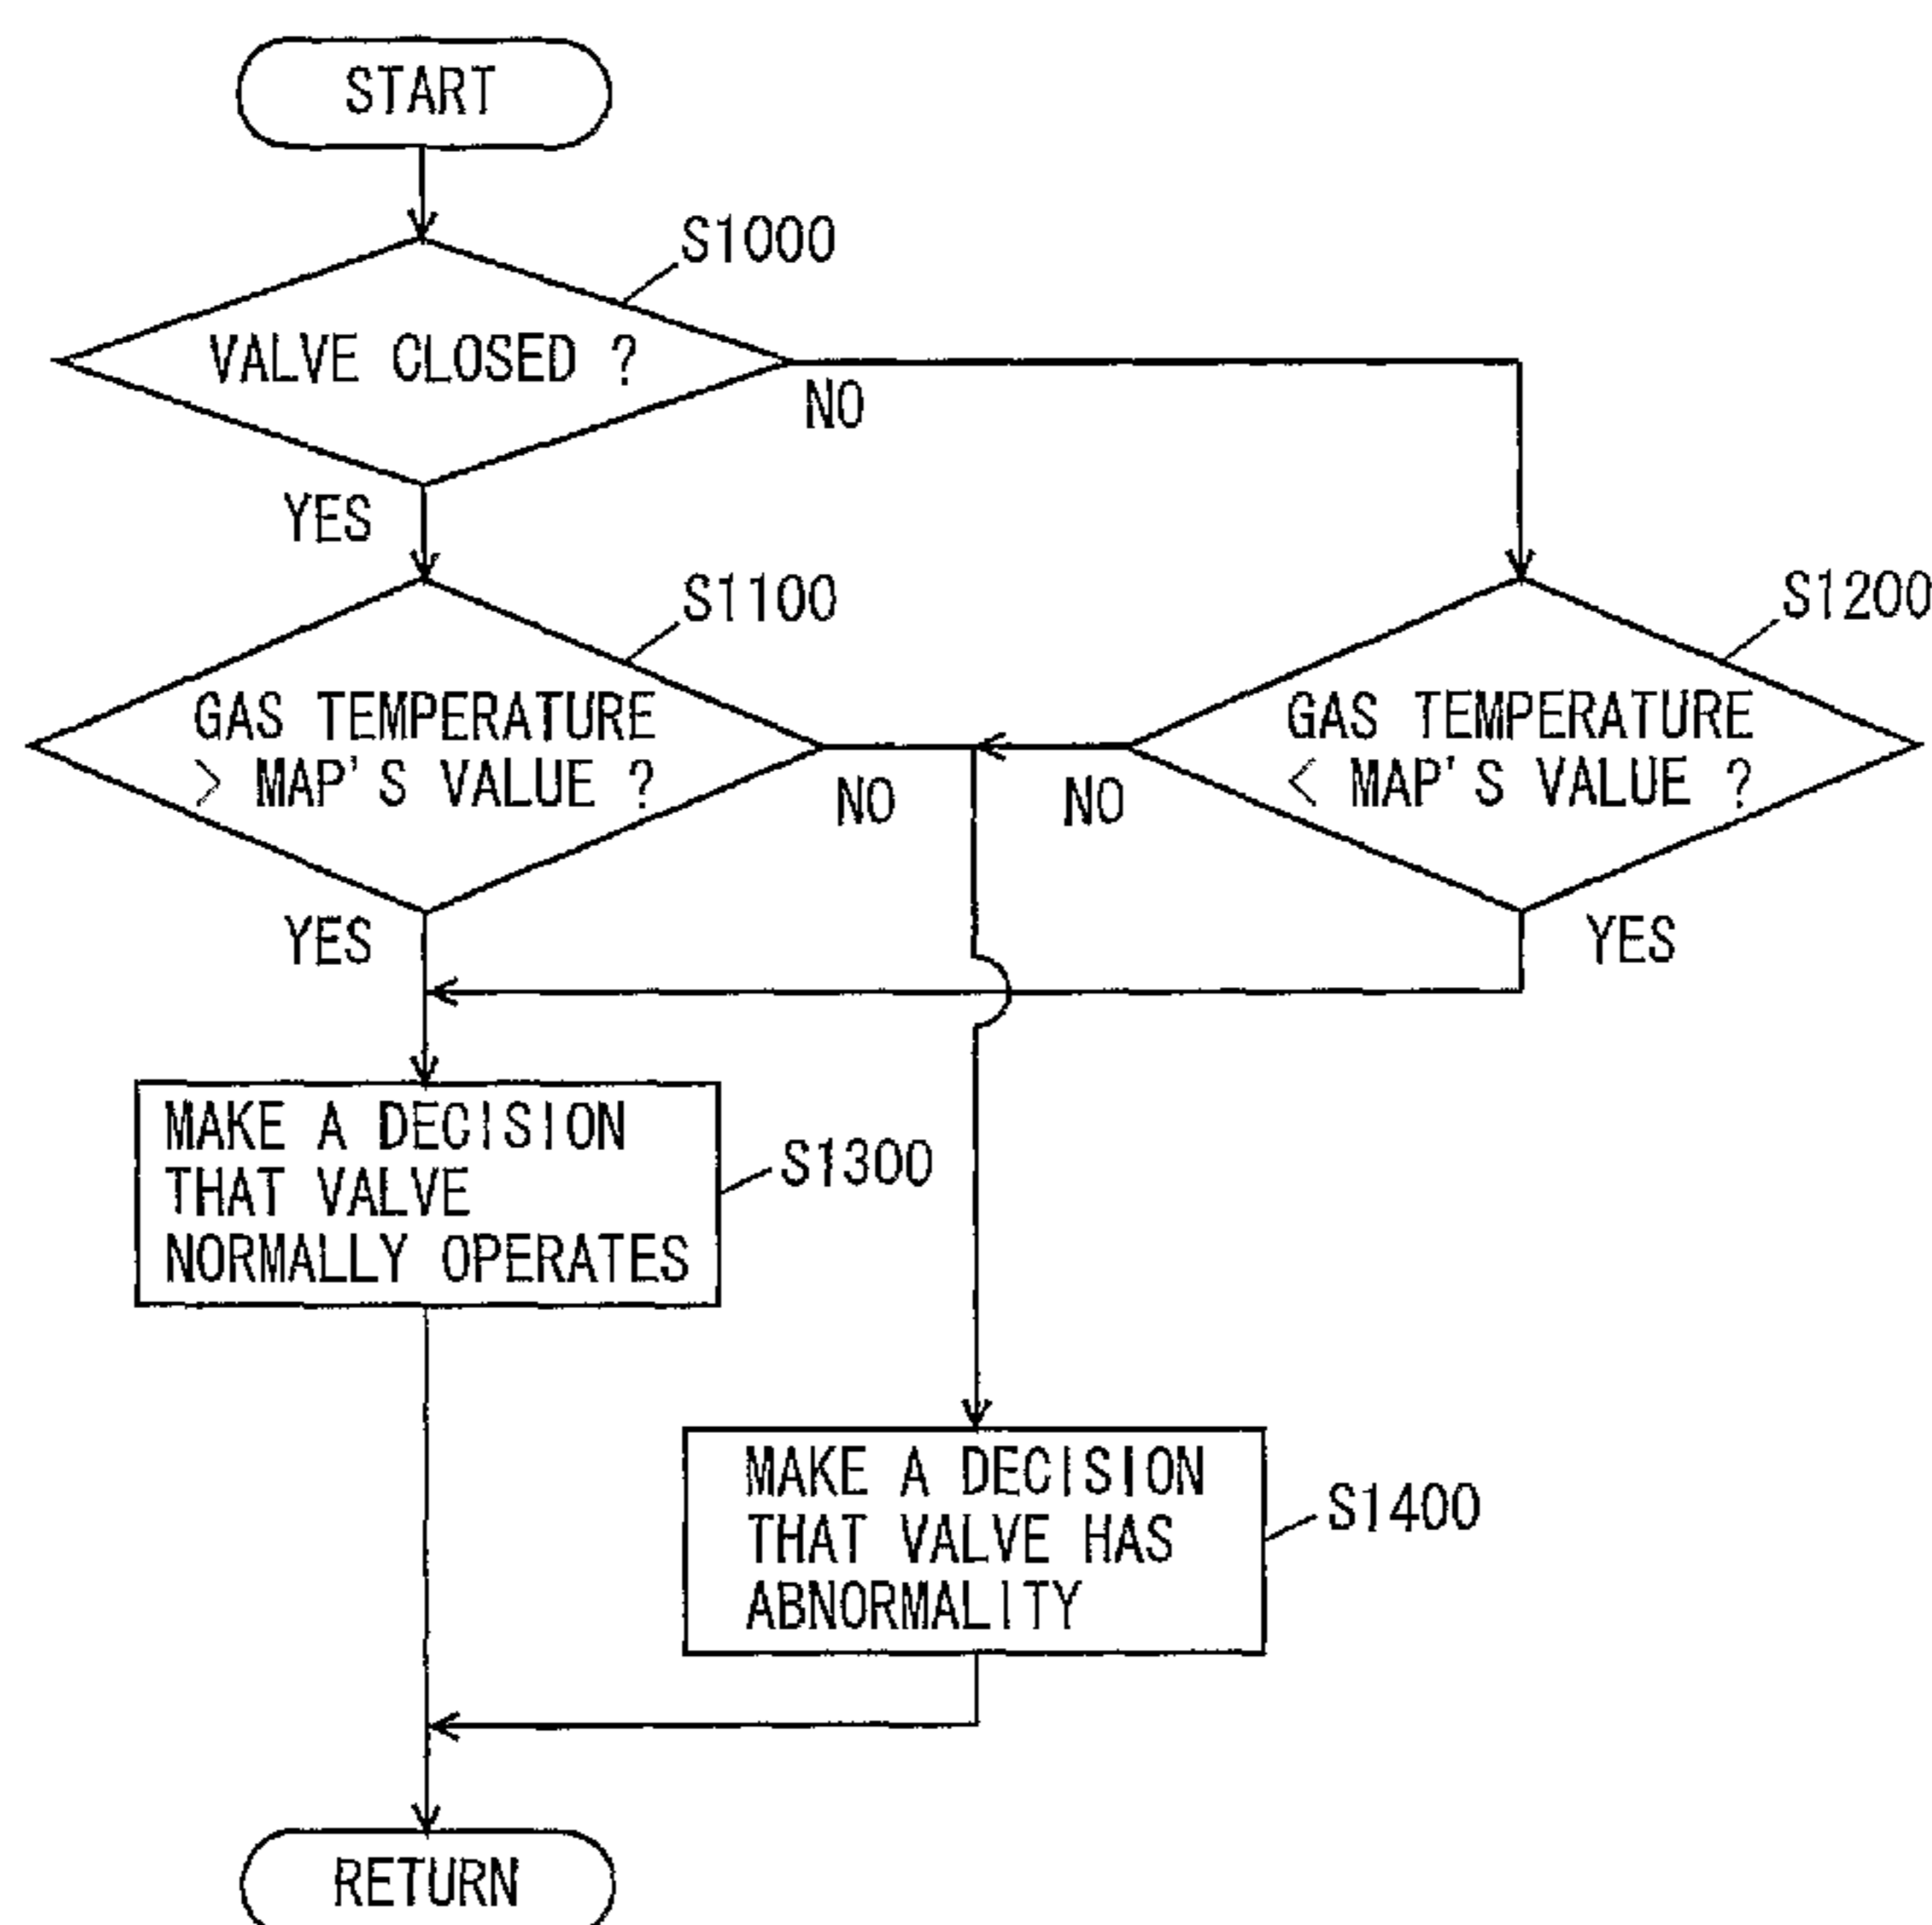 START
S1000
VALVE CLOSED ?
NO
YES
S1100
S1200
GAS TEMPERATURE
> MAP'S VALUE ?
GAS TEMPERATURE
< MAP'S VALUE ?
NO
NO
YES
YES
MAKE A DECISION
THAT VALVE
NORMALLY OPERATES
S1300
MAKE A DECISION
THAT VALVE HAS
ABNORMALITY
S1400
RETURN